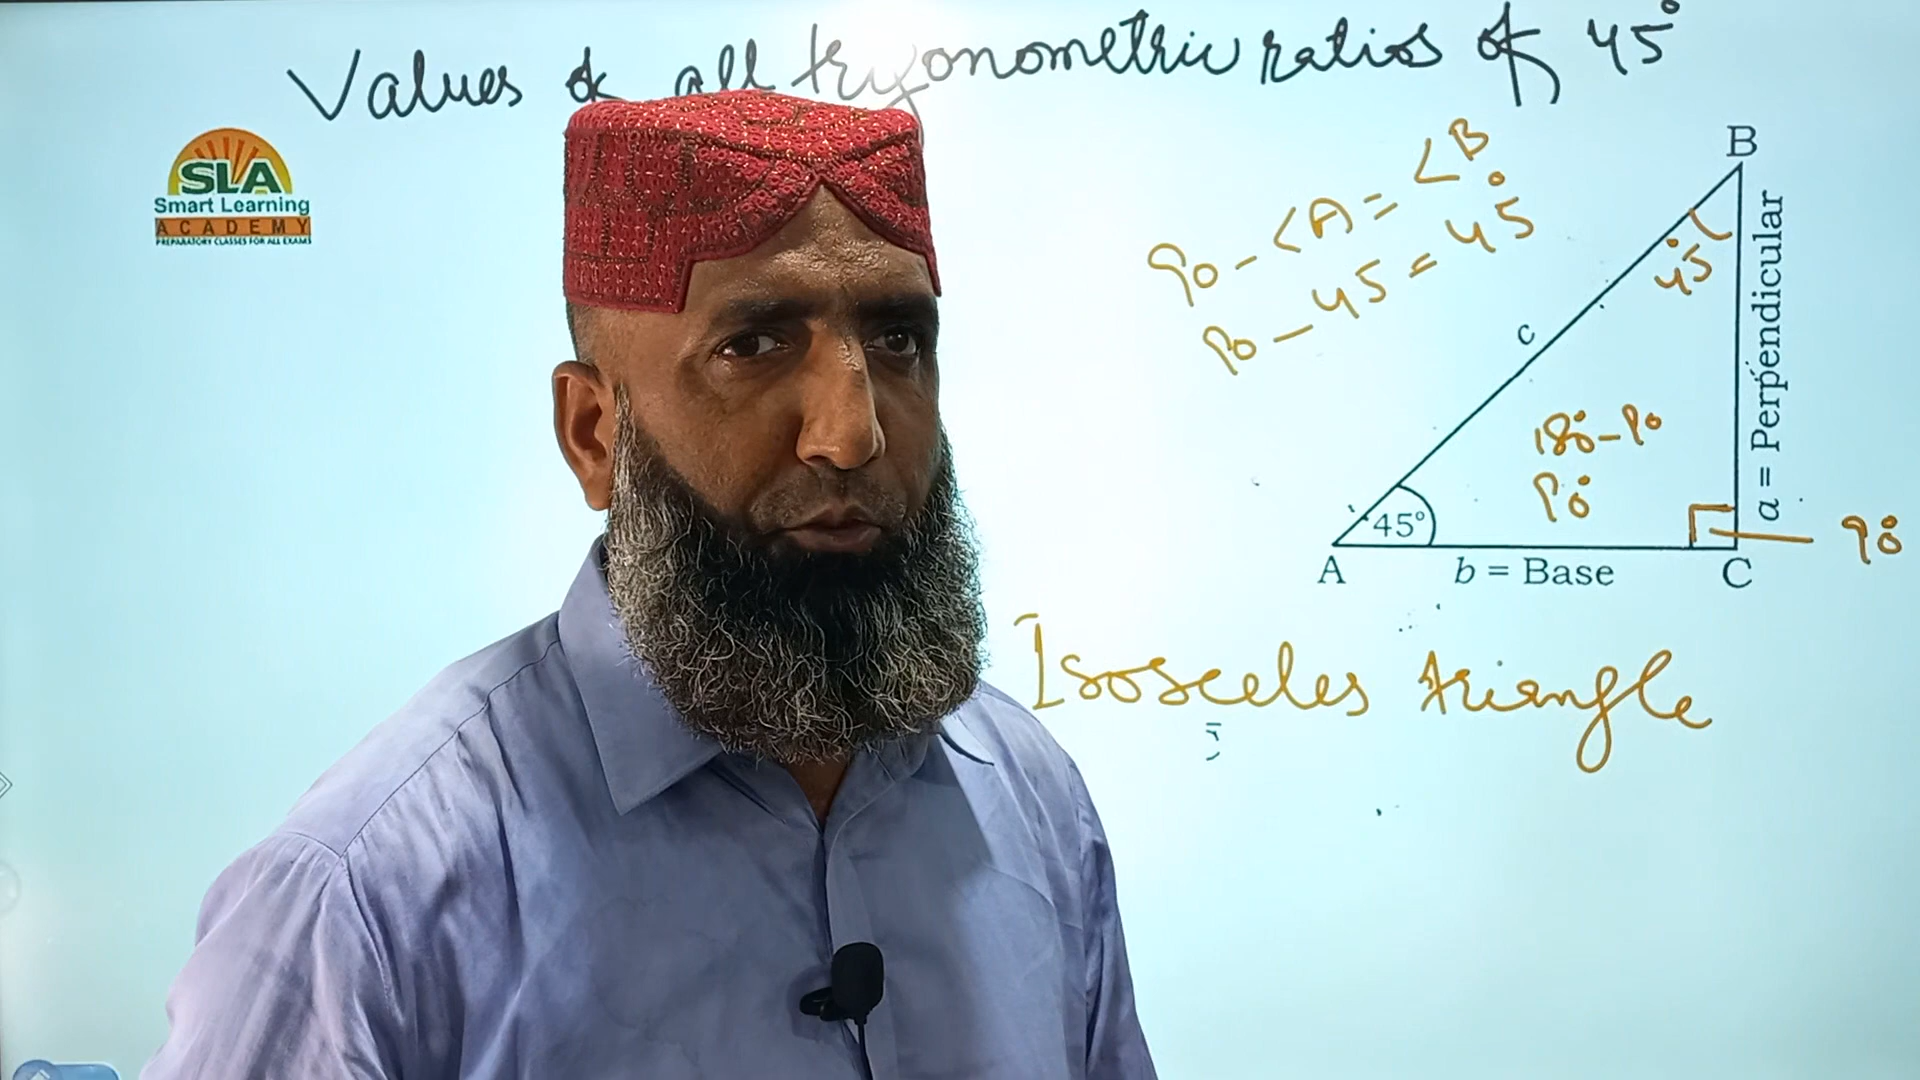 Values of all trigonometric ratios of 45°
SLA
Smart Learning
ACADEMY
PREPARATORY CLASSES FOR ALL EXAMS
90 - <A = <B
90 - 45 = 45°
B
45°
c
a = Perpendicular
180° - 90
90°
45°
90°
A
b = Base
C
Isosceles triangle